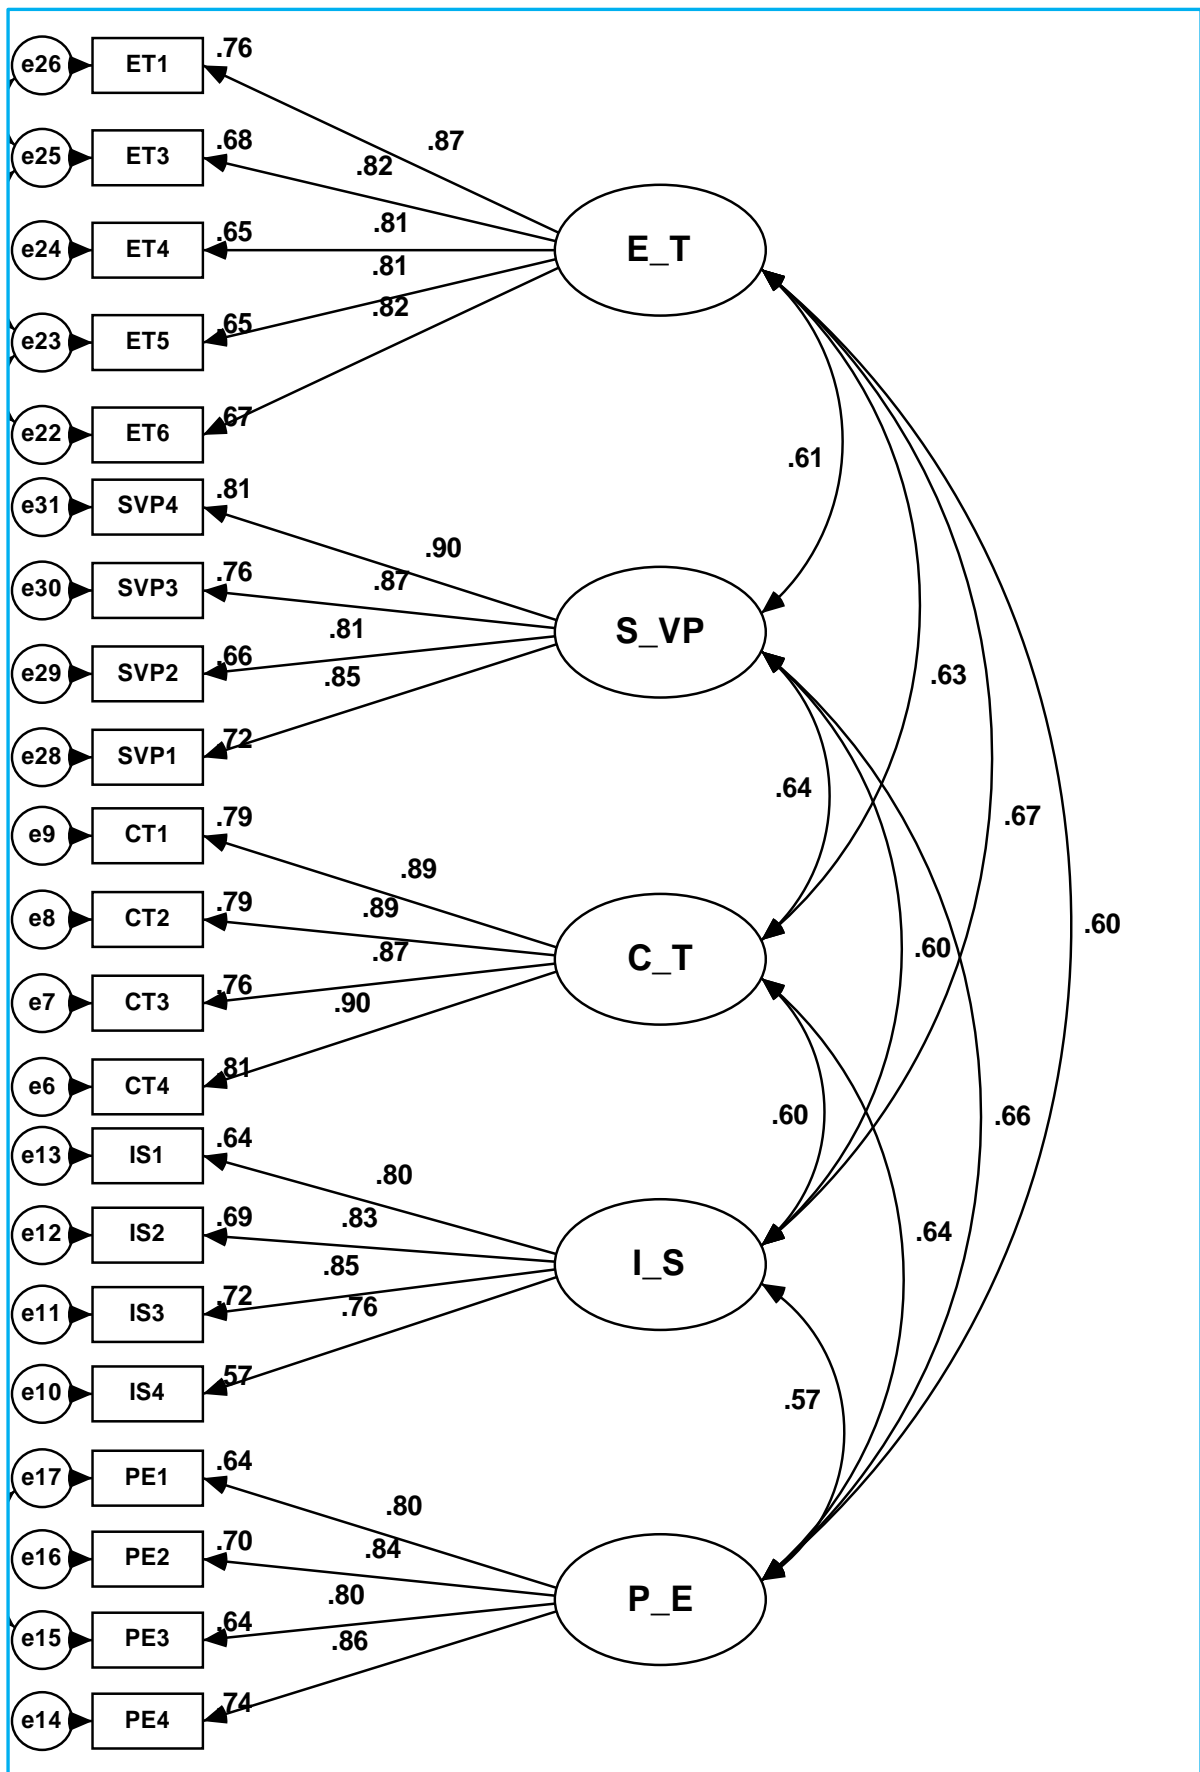 e26 ET1 .76
.87
e25 ET3 .68
.82
E_T
e24 ET4 .65
.81
.81
e23 ET5 .65
.82
e22 ET6 .67
.61
e31 SVP4 .81
.90
e30 SVP3 .76
.87
S_VP
.81
e29 SVP2 .66
.85
.63
e28 SVP1 .72
.64
.67
e9 CT1 .79
.89
e8 CT2 .79
.89
.60
.60
C_T
.87
e7 CT3 .76
.90
e6 CT4 .81
.60
.66
e13 IS1 .64
.80
e12 IS2 .69
.83
.64
I_S
.85
e11 IS3 .72
.76
e10 IS4 .57
.57
e17 PE1 .64
.80
e16 PE2 .70
.84
P_E
.80
e15 PE3 .64
.86
e14 PE4 .74